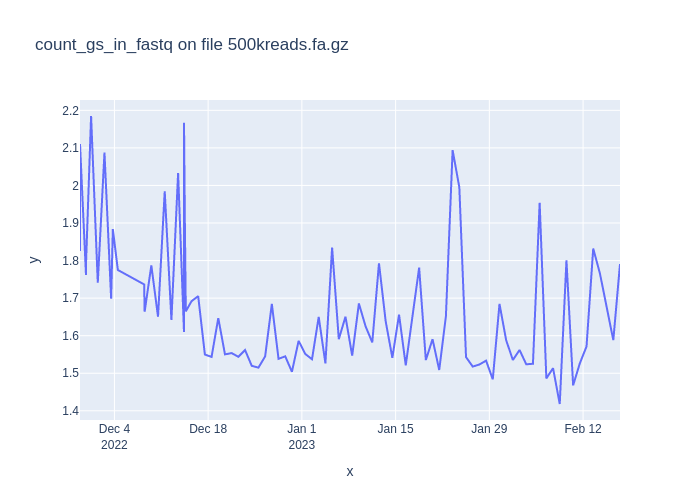 count_gs_in_fastq on file 500kreads.fa.gz
2.2
2.1
2
1.9
1.8
1.7
1.6
1.5
1.4
y
Dec 4
2022
Dec 18
Jan 1
2023
Jan 15
Jan 29
Feb 12
x